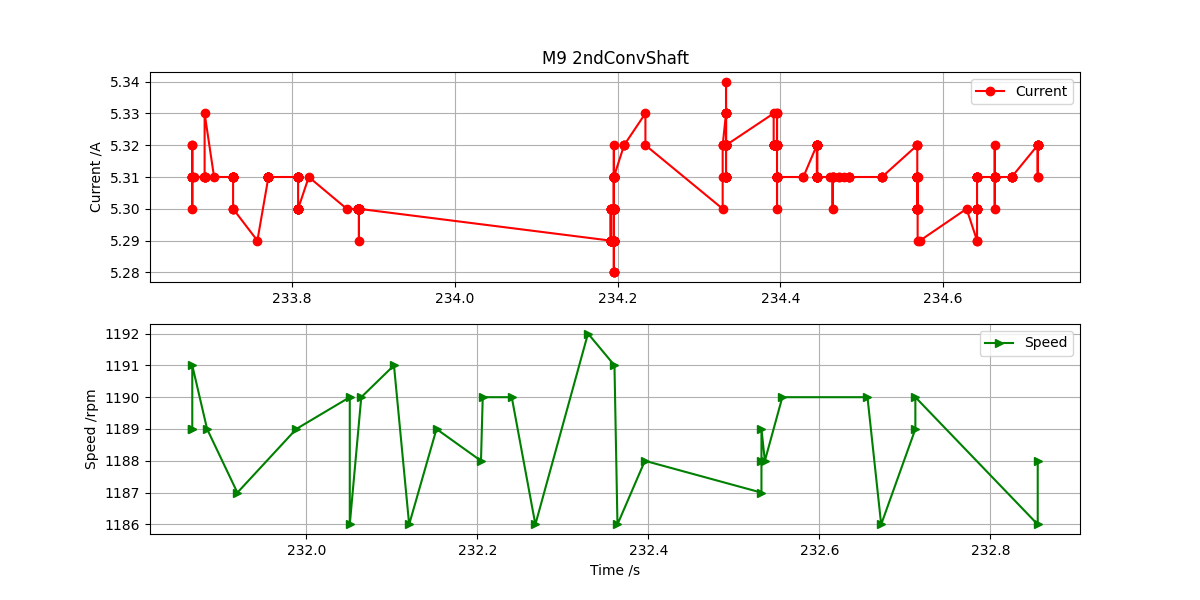 M9 2ndConvShaft
5.34
5.33
5.32
5.31
5.30
5.29
5.28
Current /A
Current
233.8 234.0 234.2 234.4 234.6
1192
1191
1190
1189
1188
1187
1186
Speed /rpm
Speed
232.0 232.2 232.4 232.6 232.8
Time /s